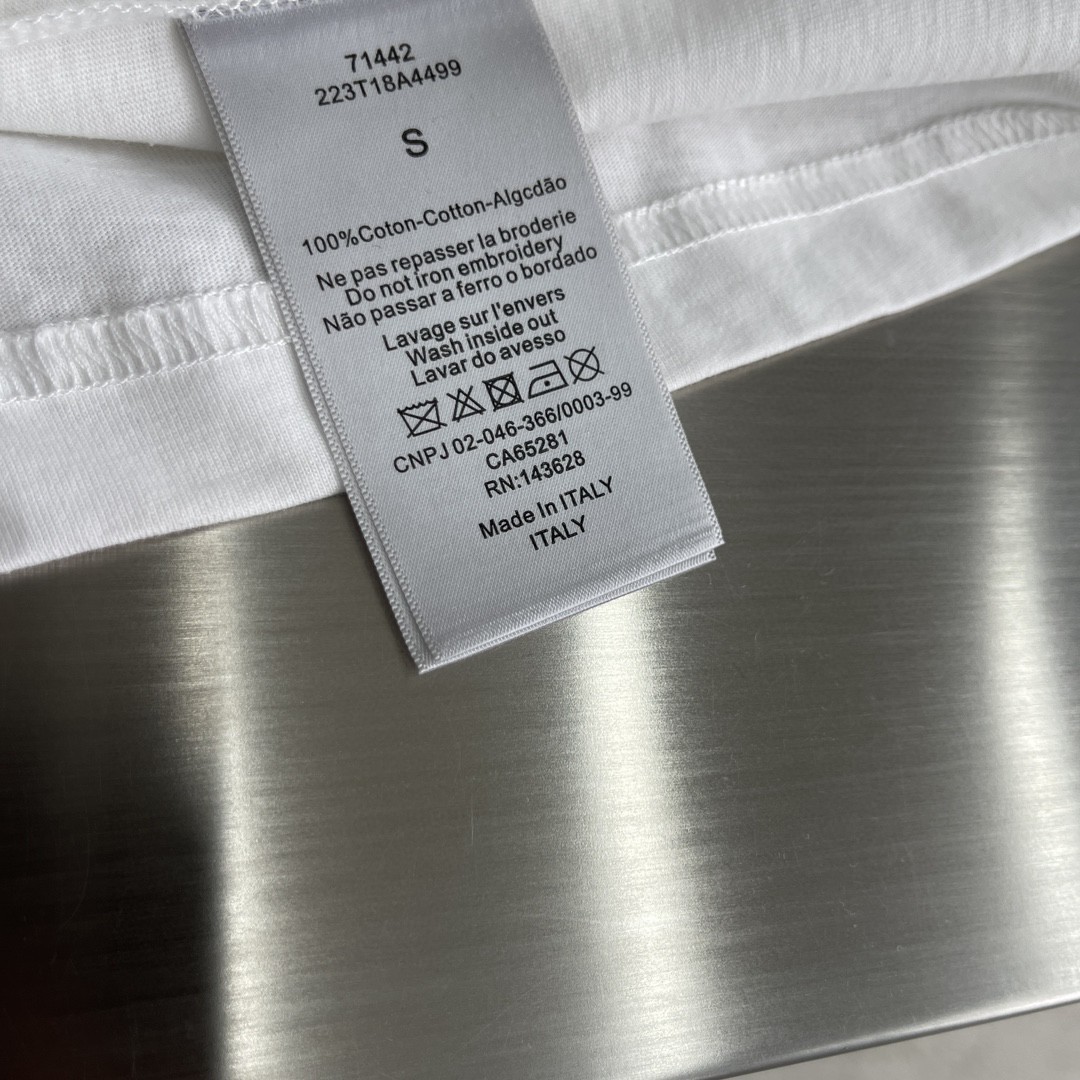 71442
223T18A4499
S
100%Coton-Cotton-Algcdão
Ne pas repasser la broderie
Do not iron embroidery
Não passar a ferro o bordado
Lavage sur l'envers
Wash inside out
Lavar do avesso
CNPJ 02-046-366/0003-99
CA65281
RN:143628
Made In ITALY
ITALY